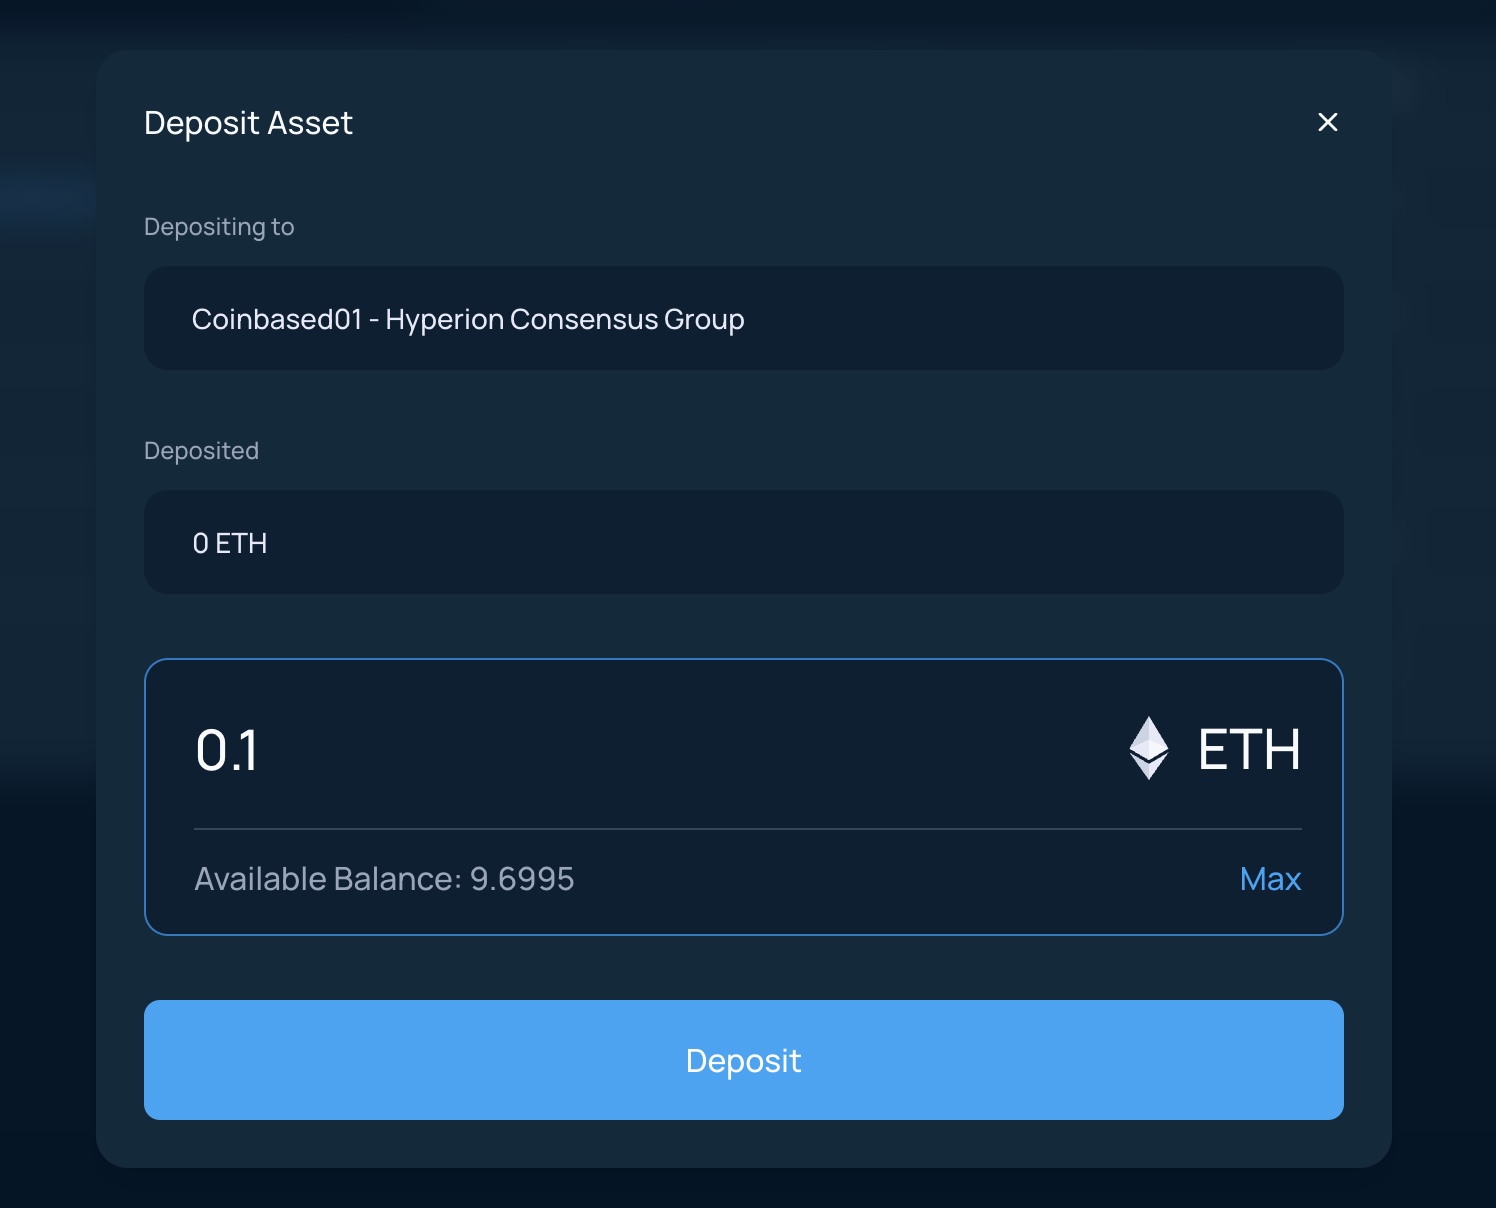 Deposit Asset
Depositing to
Coinbased01 - Hyperion Consensus Group
Deposited
0 ETH
0.1 ETH
Available Balance: 9.6995 Max
Deposit